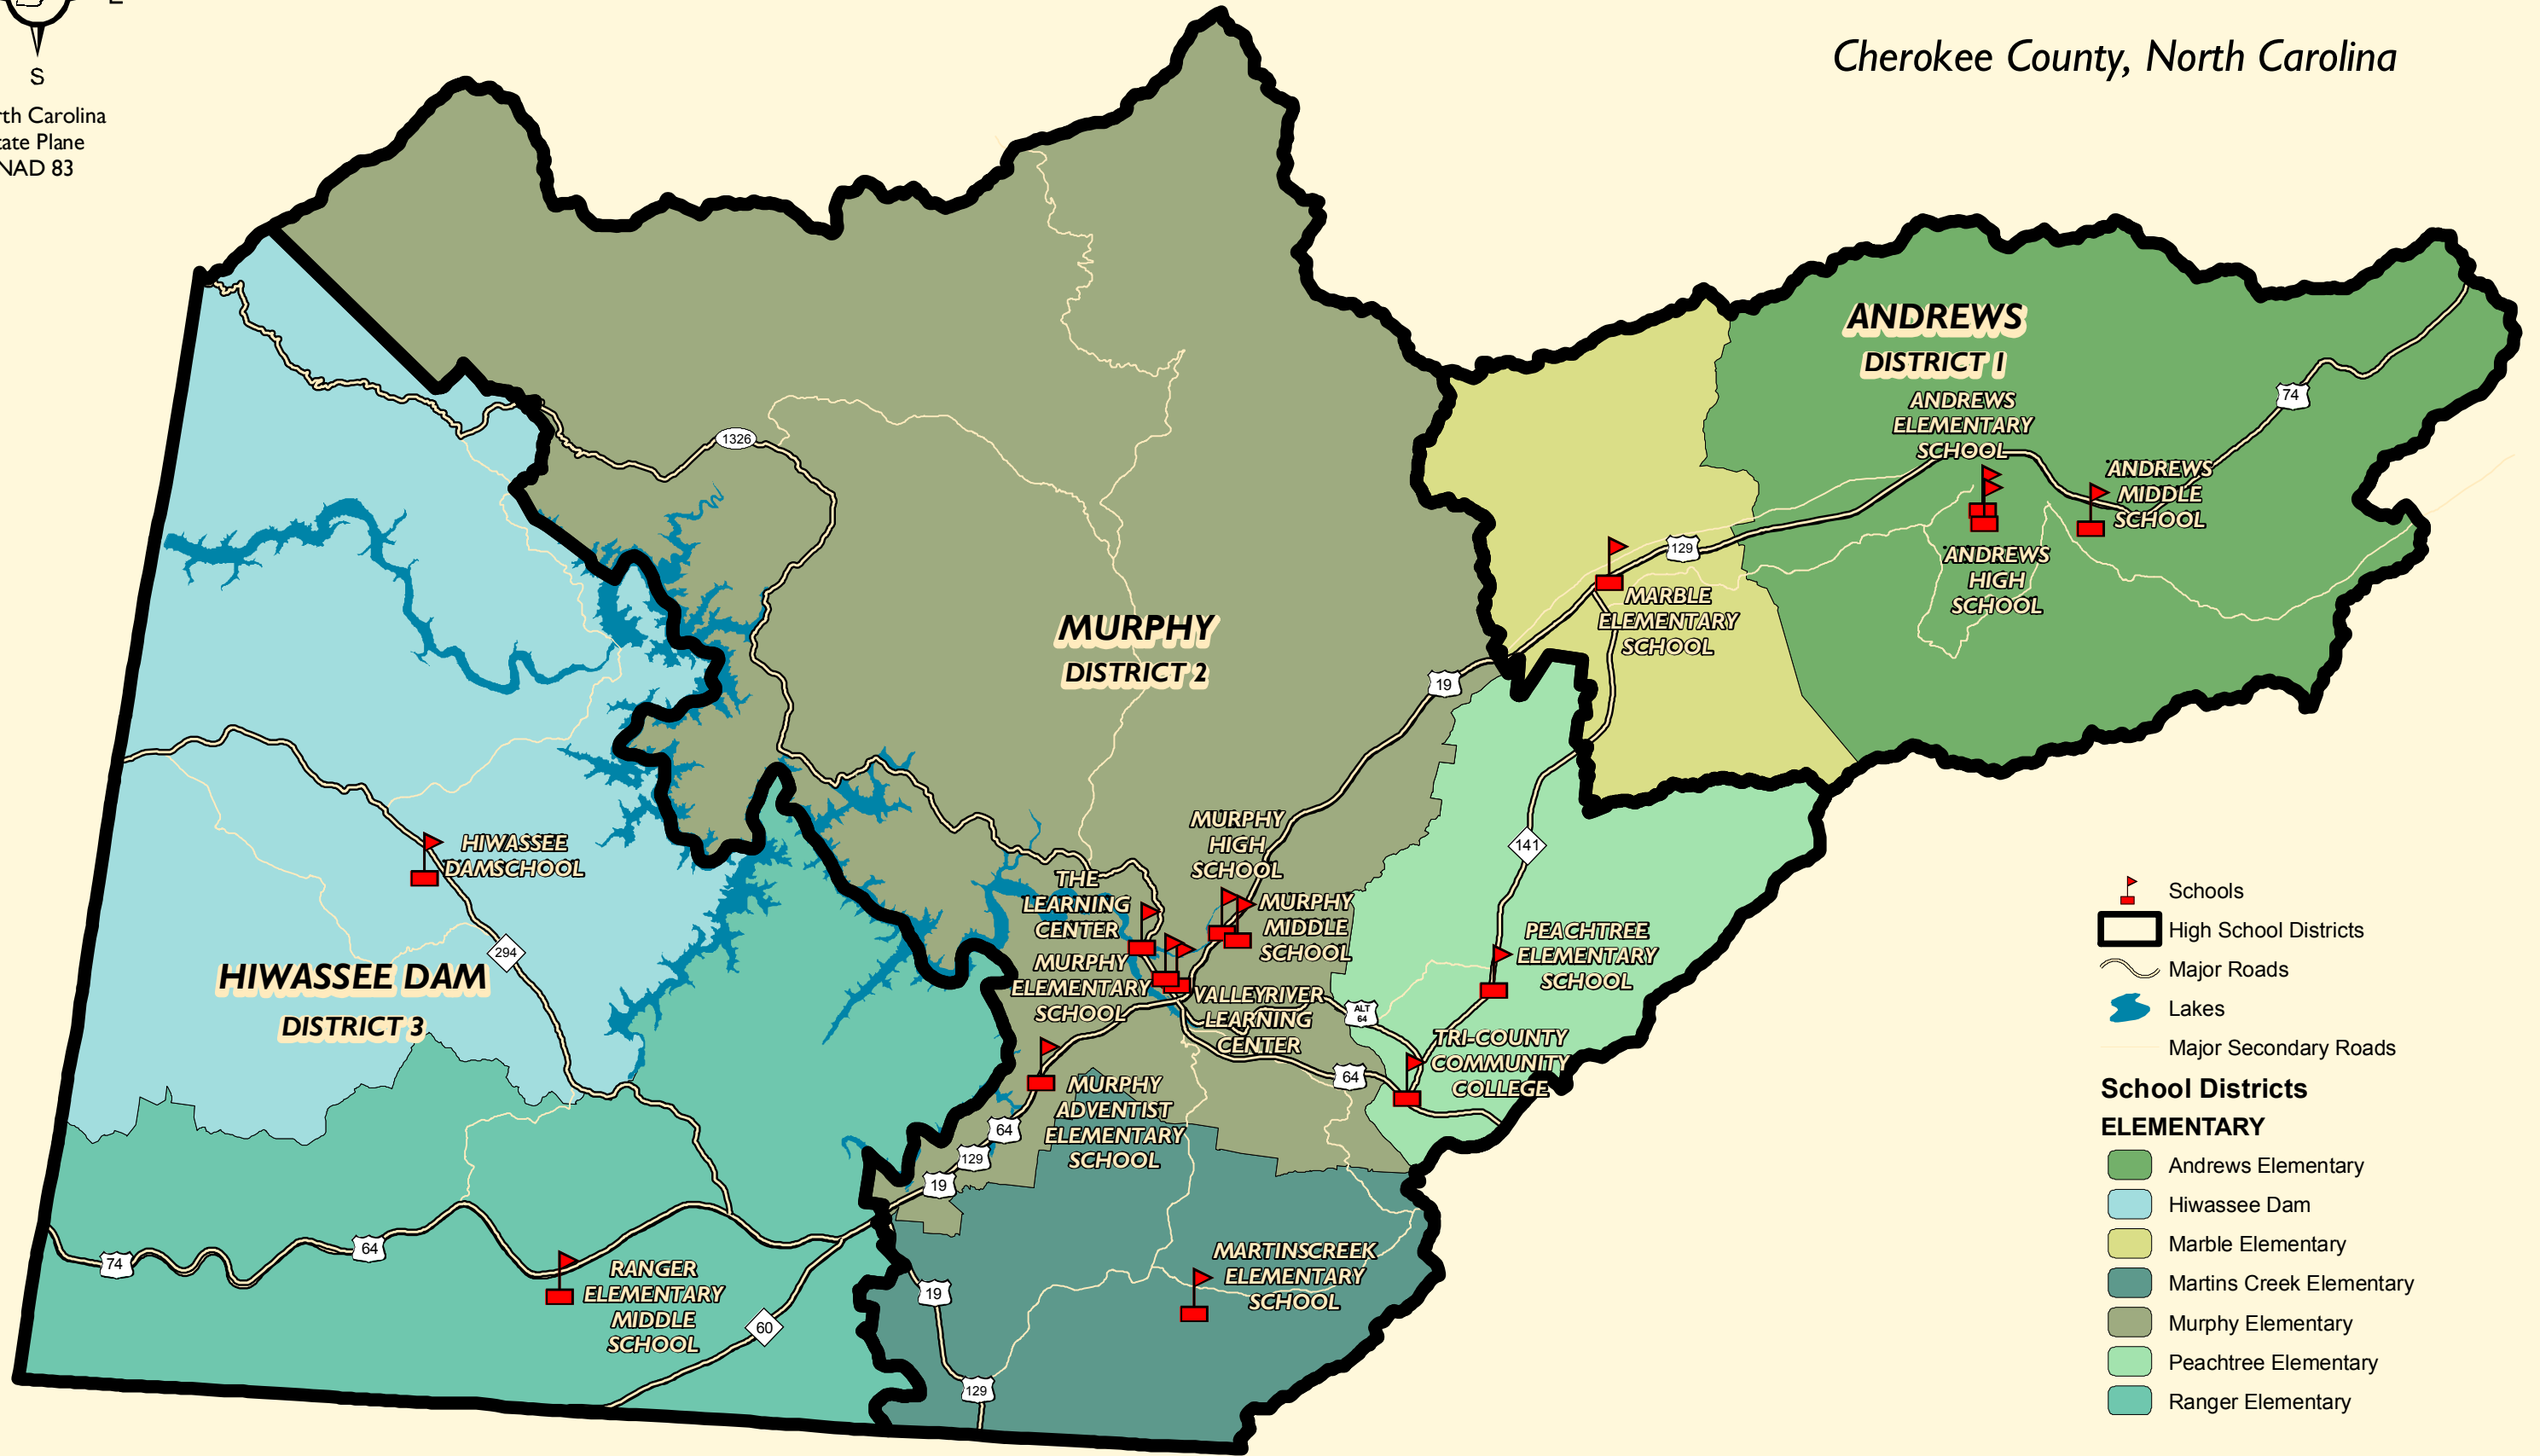 S
rth Carolina
tate Plane
NAD 83
Cherokee County, North Carolina
ANDREWS
DISTRICT 1
ANDREWS
ELEMENTARY
SCHOOL
74
ANDREWS
MIDDLE
SCHOOL
ANDREWS
HIGH
SCHOOL
129
MARBLE
ELEMENTARY
SCHOOL
1326
MURPHY
DISTRICT 2
19
MURPHY
HIGH
SCHOOL
141
HIWASSEE
DAMSCHOOL
THE
LEARNING
CENTER
MURPHY
MIDDLE
SCHOOL
PEACHTREE
ELEMENTARY
SCHOOL
294
HIWASSEE DAM
DISTRICT 3
MURPHY
ELEMENTARY
SCHOOL
VALLEYRIVER
LEARNING
CENTER
ALT
64
TRI-COUNTY
COMMUNITY
COLLEGE
64
MURPHY
ADVENTIST
ELEMENTARY
SCHOOL
64
129
19
74
64
RANGER
ELEMENTARY
MIDDLE
SCHOOL
60
19
129
MARTINSCREEK
ELEMENTARY
SCHOOL
Schools
High School Districts
Major Roads
Lakes
Major Secondary Roads
School Districts
ELEMENTARY
Andrews Elementary
Hiwassee Dam
Marble Elementary
Martins Creek Elementary
Murphy Elementary
Peachtree Elementary
Ranger Elementary